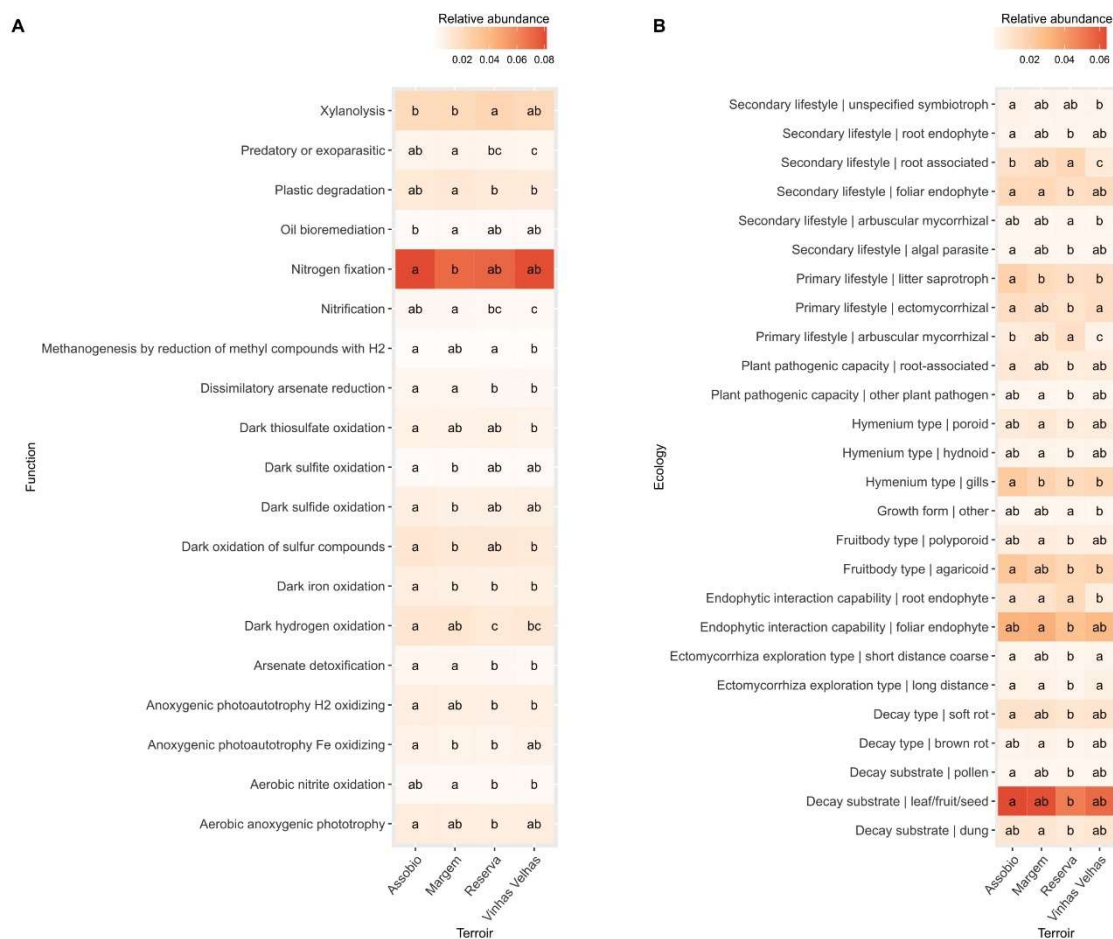 A
Relative abundance
0.02 0.04 0.06 0.08
Function
Xylanolysis b b a ab
Predatory or exoparasitic ab a bc c
Plastic degradation ab a b b
Oil bioremediation b a ab ab
Nitrogen fixation a b ab ab
Nitrification ab a bc c
Methanogenesis by reduction of methyl compounds with H2 a ab a b
Dissimilatory arsenate reduction a a b b
Dark thiosulfate oxidation a ab ab b
Dark sulfite oxidation a b ab ab
Dark sulfide oxidation a b ab ab
Dark oxidation of sulfur compounds a b ab b
Dark iron oxidation a b b b
Dark hydrogen oxidation a ab c bc
Arsenate detoxification a a b b
Anoxygenic photoautotrophy H2 oxidizing a ab b b
Anoxygenic photoautotrophy Fe oxidizing a b b ab
Aerobic nitrite oxidation ab a b b
Aerobic anoxygenic phototrophy a ab b ab
Assobio Margem Reserva Vinhas Velhas
Terroir
B
Relative abundance
0.02 0.04 0.06
Ecology
Secondary lifestyle | unspecified symbiotroph a ab ab b
Secondary lifestyle | root endophyte a ab b ab
Secondary lifestyle | root associated b ab a c
Secondary lifestyle | foliar endophyte a a b ab
Secondary lifestyle | arbuscular mycorrhizal ab ab a b
Secondary lifestyle | algal parasite a ab b ab
Primary lifestyle | litter saprotroph a b b b
Primary lifestyle | ectomycorrhizal a ab b a
Primary lifestyle | arbuscular mycorrhizal b ab a c
Plant pathogenic capacity | root-associated a ab b ab
Plant pathogenic capacity | other plant pathogen ab a b ab
Hymenium type | poroid ab a b ab
Hymenium type | hydnoid ab a b ab
Hymenium type | gills a b b b
Growth form | other ab ab a b
Fruitbody type | polyporoid ab a b ab
Fruitbody type | agaricoid a ab b b
Endophytic interaction capability | root endophyte a a a b
Endophytic interaction capability | foliar endophyte ab a b ab
Ectomycorrhiza exploration type | short distance coarse a ab b a
Ectomycorrhiza exploration type | long distance a a b a
Decay type | soft rot a ab b ab
Decay type | brown rot ab a b ab
Decay substrate | pollen a ab b ab
Decay substrate | leaf/fruit/seed a ab b ab
Decay substrate | dung ab a b ab
Assobio Margem Reserva Vinhas Velhas
Terroir